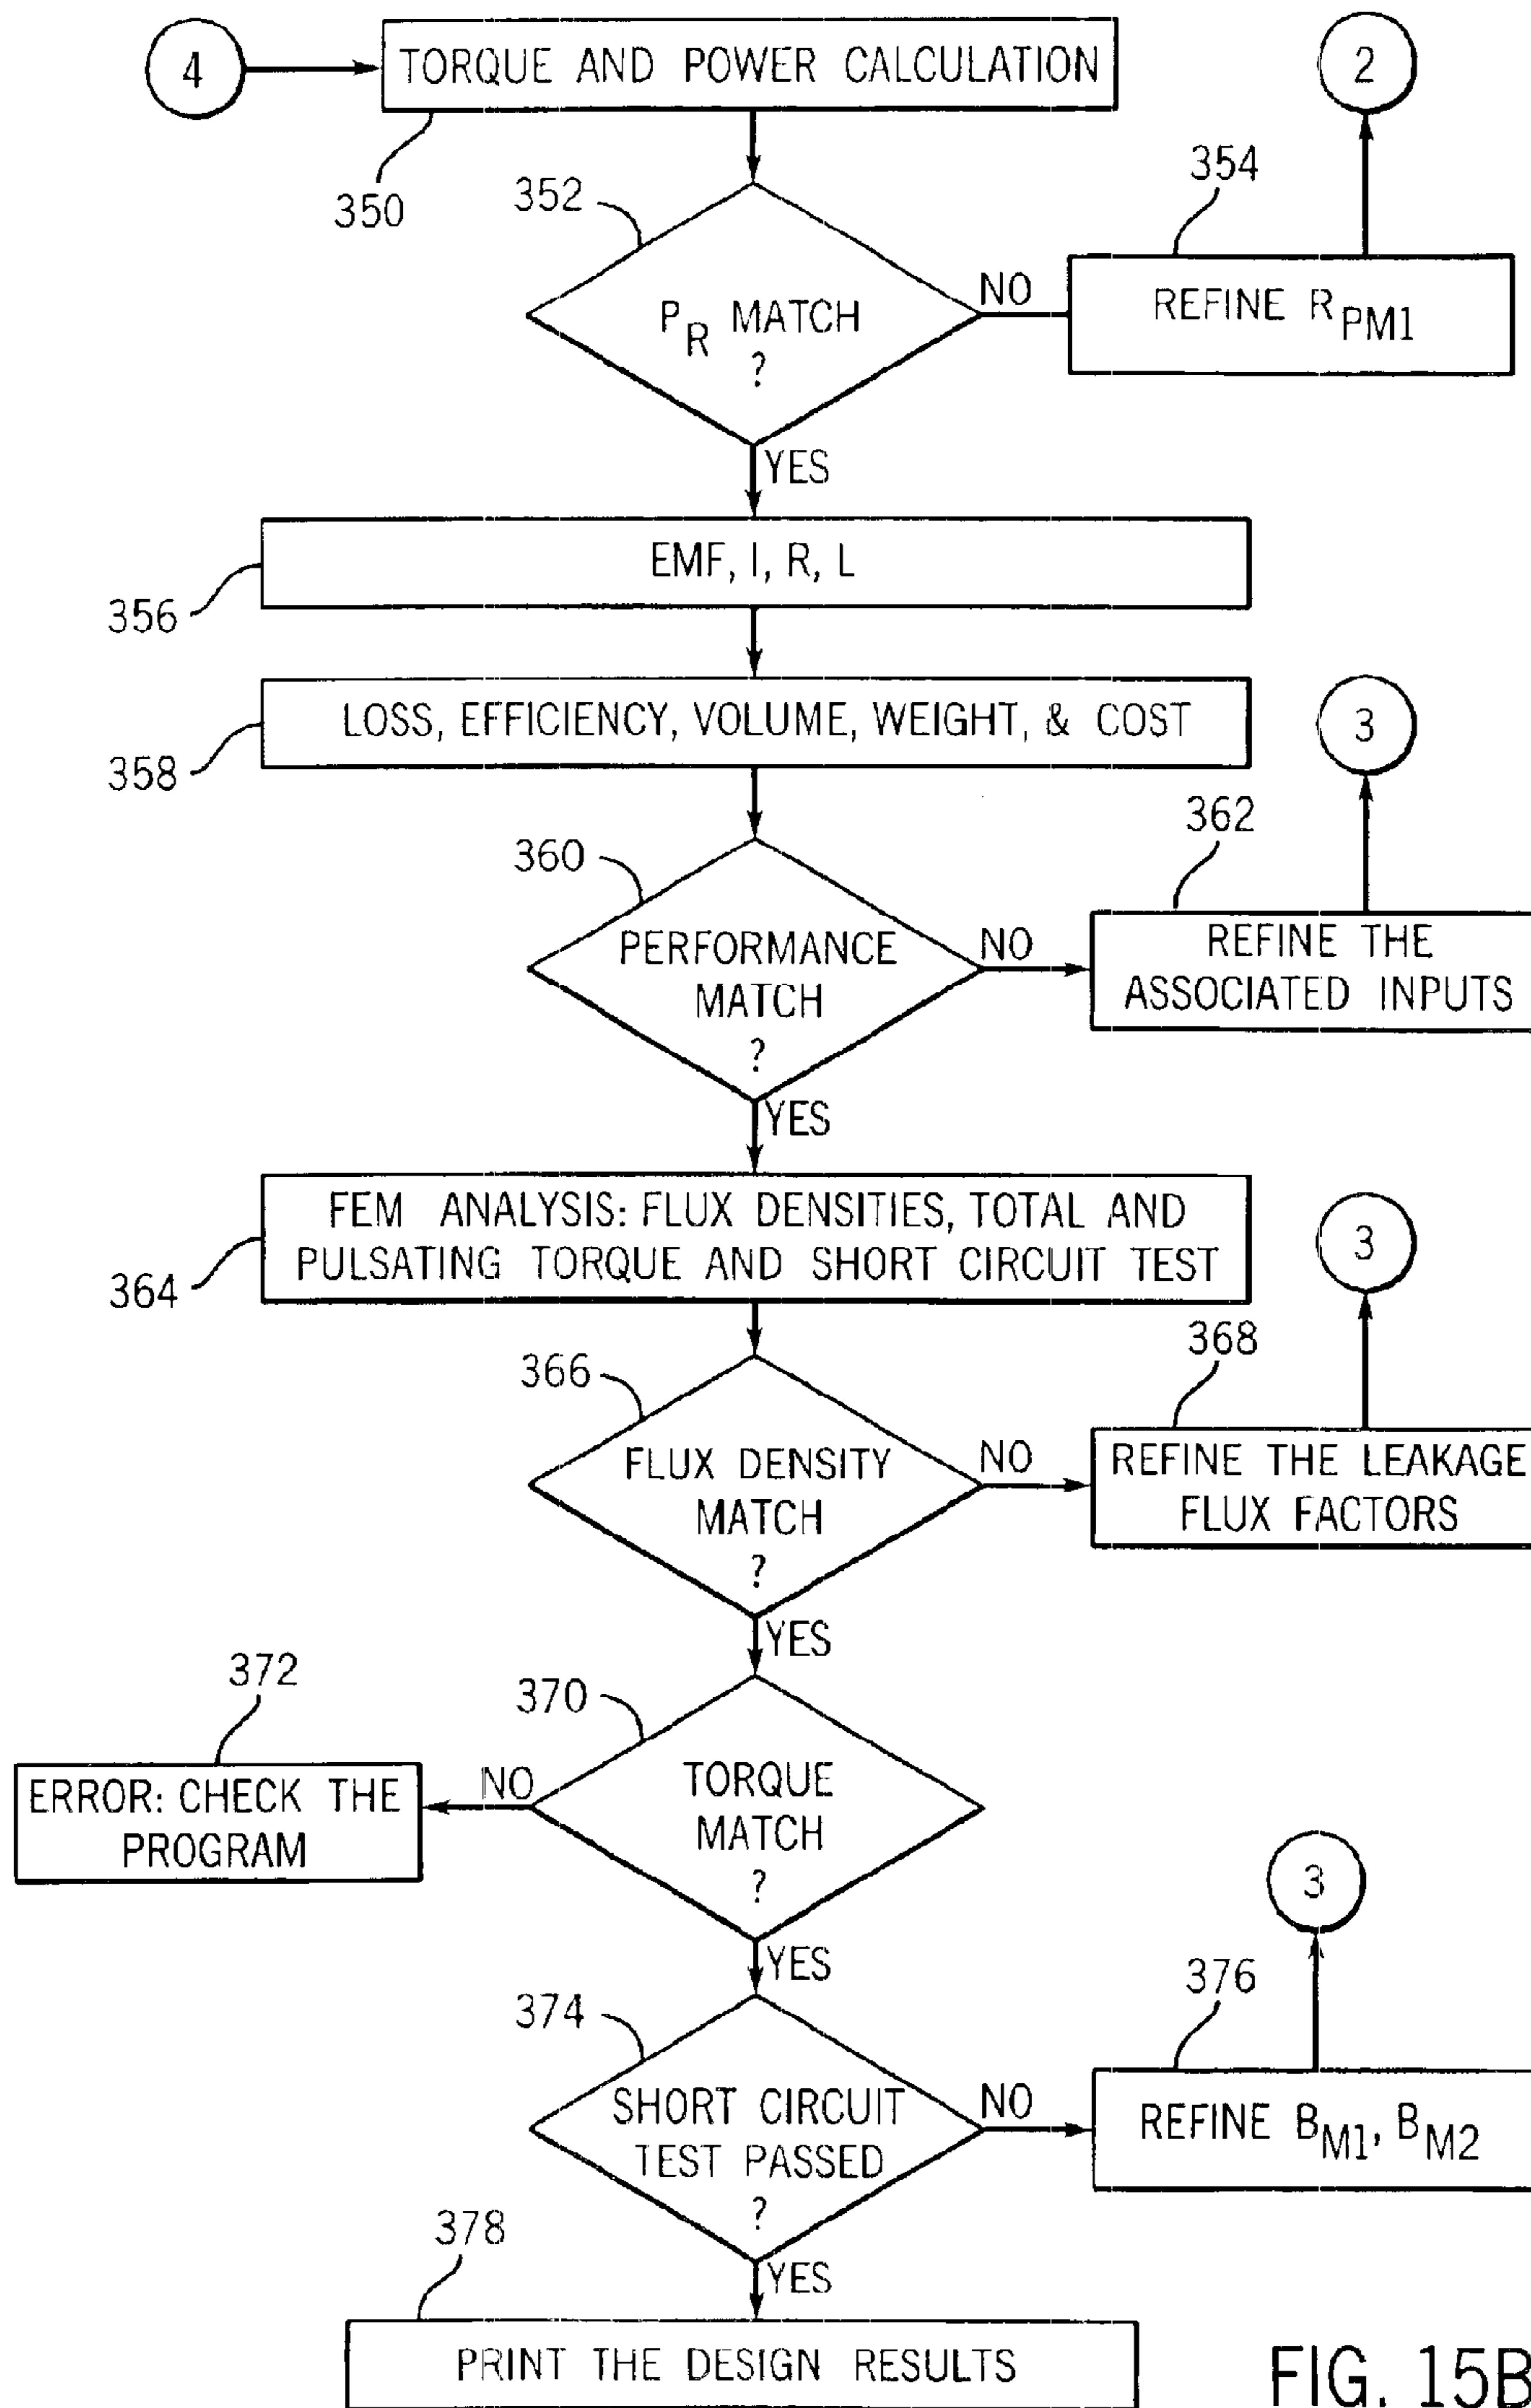 4
TORQUE AND POWER CALCULATION
2
350
352
354
P_R MATCH
?
NO
REFINE R_PM1
YES
EMF, I, R, L
356
LOSS, EFFICIENCY, VOLUME, WEIGHT, & COST
358
3
360
362
PERFORMANCE
MATCH
?
NO
REFINE THE
ASSOCIATED INPUTS
YES
FEM ANALYSIS: FLUX DENSITIES, TOTAL AND
PULSATING TORQUE AND SHORT CIRCUIT TEST
364
3
366
368
FLUX DENSITY
MATCH
?
NO
REFINE THE LEAKAGE
FLUX FACTORS
YES
372
370
ERROR: CHECK THE
PROGRAM
NO
TORQUE
MATCH
?
3
YES
374
376
SHORT CIRCUIT
TEST PASSED
?
NO
REFINE B_M1, B_M2
378
YES
PRINT THE DESIGN RESULTS
FIG. 15B